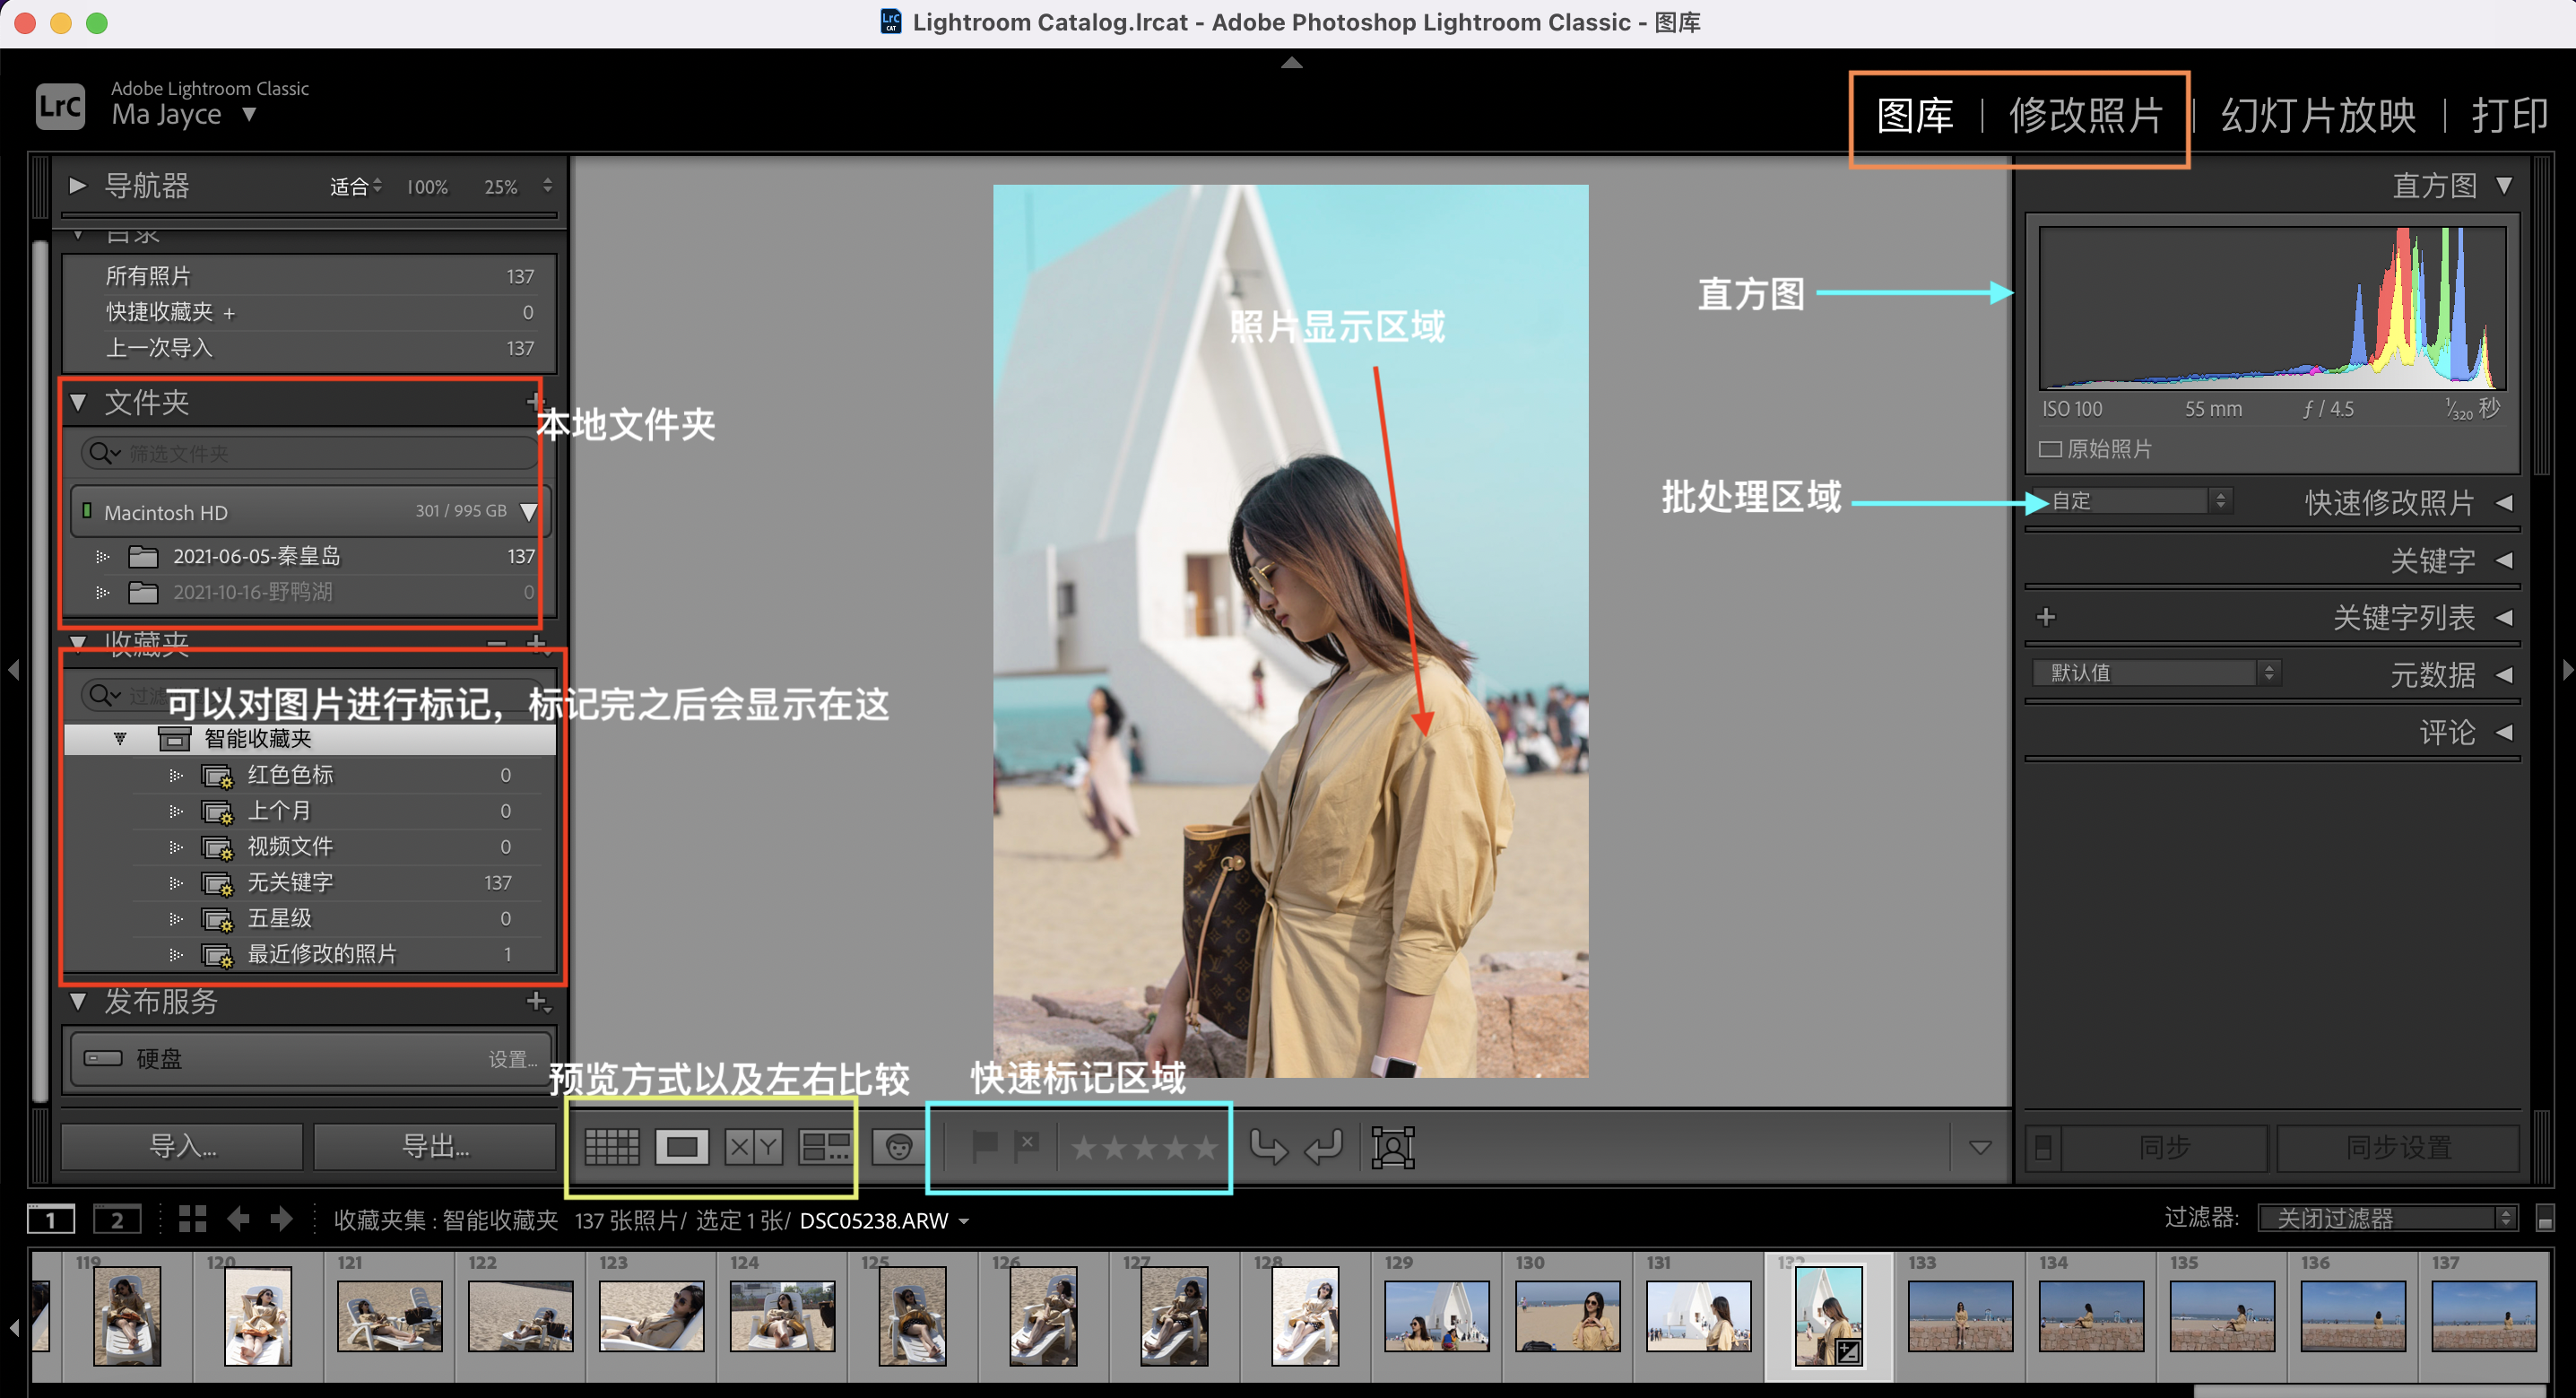 Lightroom Catalog.lrcat - Adobe Photoshop Lightroom Classic - 图库
LrC
Adobe Lightroom Classic
Ma Jayce
图库 | 修改照片 | 幻灯片放映 | 打印
导航器 适合 100% 25%
目录
所有照片 137
快捷收藏夹 + 0
上一次导入 137
文件夹
本地文件夹
筛选文件夹
Macintosh HD 301 / 995 GB
2021-06-05-秦皇岛 137
2021-10-16-野鸭湖 0
收藏夹
可以对图片进行标记，标记完之后会显示在这
智能收藏夹
红色色标 0
上个月 0
视频文件 0
无关键字 137
五星级 0
最近修改的照片 1
发布服务
硬盘 设置...
导入... 导出...
照片显示区域
预览方式以及左右比较
快速标记区域
X Y
直方图
直方图
ISO 100 55 mm ƒ / 4.5 1/320 秒
原始照片
批处理区域
自定 快速修改照片
关键字
关键字列表
默认值 元数据
评论
同步 同步设置
1 2 收藏夹集 : 智能收藏夹 137 张照片/ 选定 1 张/ DSC05238.ARW
过滤器: 关闭过滤器
119 120 121 122 123 124 125 126 127 128 129 130 131 132 133 134 135 136 137